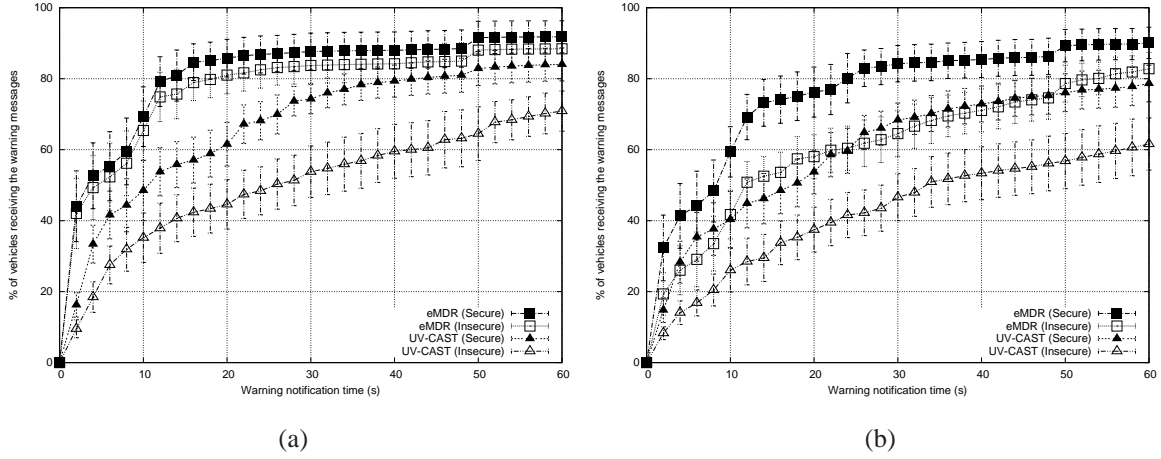 100
80
60
40
20
0
% of vehicles receiving the warning messages
0 10 20 30 40 50 60
Warning notification time (s)
eMDR (Secure)
eMDR (Insecure)
UV-CAST (Secure)
UV-CAST (Insecure)
(a)
100
80
60
40
20
0
% of vehicles receiving the warning messages
0 10 20 30 40 50 60
Warning notification time (s)
eMDR (Secure)
eMDR (Insecure)
UV-CAST (Secure)
UV-CAST (Insecure)
(b)